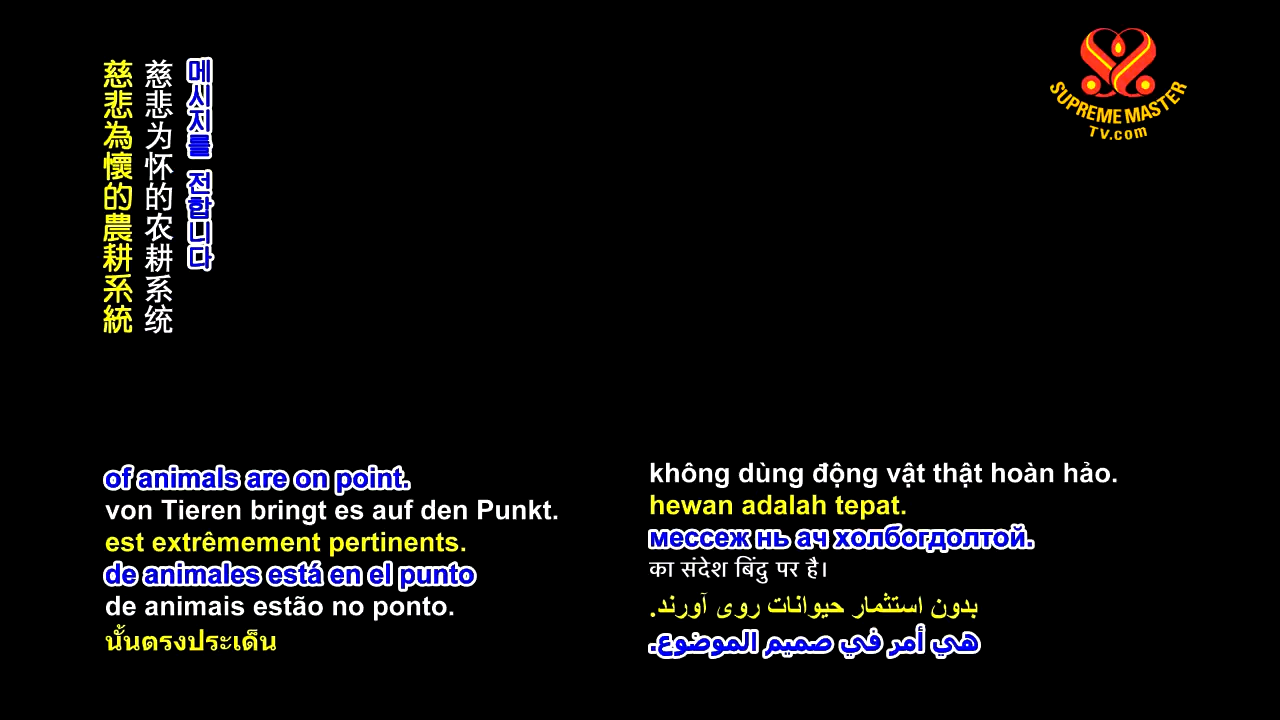 慈悲為懷的農耕系統
慈悲为怀的农耕系统
메시지를 전합니다
SUPREME MASTER
TV.com
of animals are on point.
von Tieren bringt es auf den Punkt.
est extrêmement pertinents.
de animales está en el punto
de animais estão no ponto.
นั้นตรงประเด็น
không dùng động vật thật hoàn hảo.
hewan adalah tepat.
мессеж нь ач холбогдолтой.
का संदेश बिंदु पर है।
بدون استثمار حیوانات روی آورند.
هي أمر في صميم الموضوع.